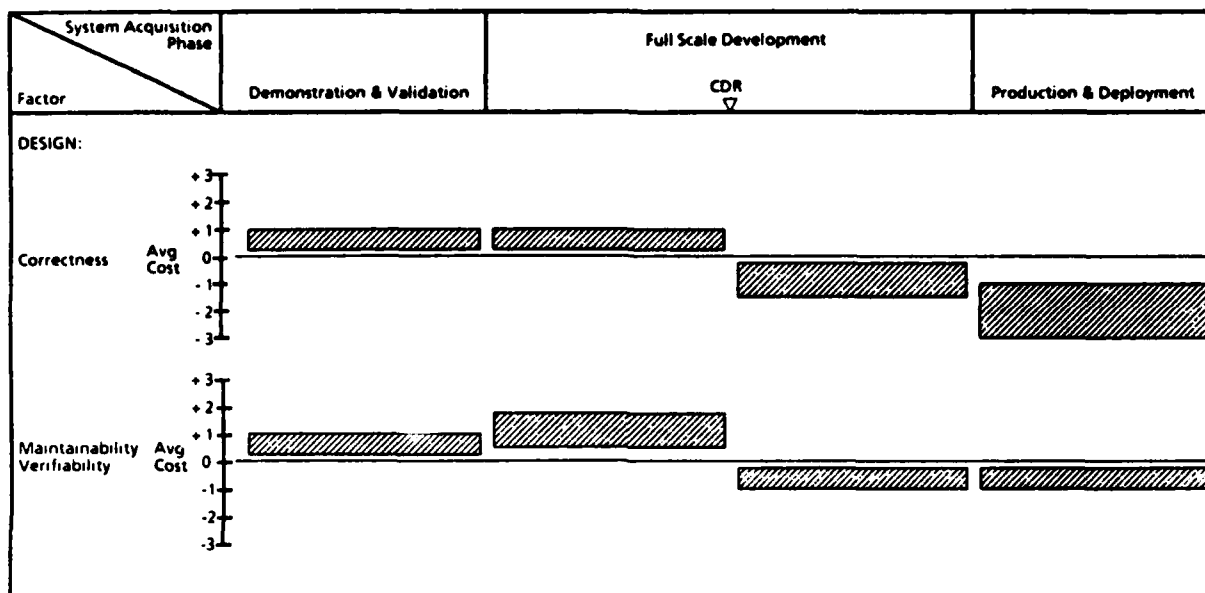 System Acquisition
Phase
Factor
Demonstration & Validation
Full Scale Development
CDR
Production & Deployment
DESIGN:
+ 3
+ 2
+ 1
0
- 1
- 2
- 3
Correctness
Avg
Cost
+ 3
+ 2
+ 1
0
-1
-2
-3
Maintainability
Verifiability
Avg
Cost